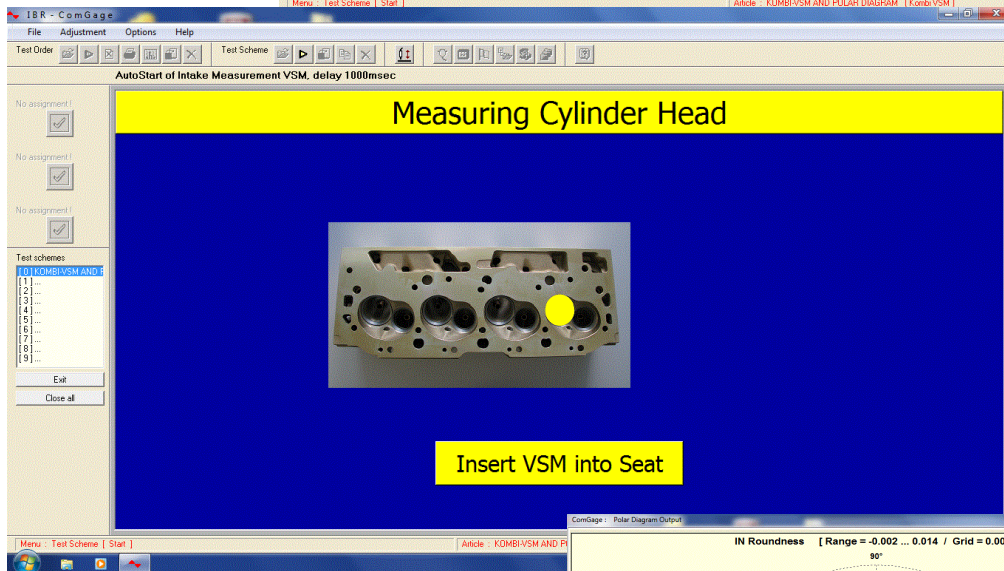 [ Menu : Test Scheme [ Start ]
[ Article : KOMBI-VSM AND POLAR DIAGRAM [Kombi VSM ]
IBR - ComGage
File Adjustment Options Help
Test Order
Test Scheme
AutoStart of Intake Measurement VSM, delay 1000msec
No assignment !
No assignment !
No assignment !
Test schemes
[ 0 ] KOMBI-VSM AND P
[ 1 ] ...
[ 2 ] ...
[ 3 ] ...
[ 4 ] ...
[ 5 ] ...
[ 6 ] ...
[ 7 ] ...
[ 8 ] ...
[ 9 ] ...
Exit
Close all
Measuring Cylinder Head
Insert VSM into Seat
Menu : Test Scheme [ Start ]
Article : KOMBI-VSM AND P
ComGage : Polar Diagram Output
IN Roundness [ Range = -0.002 ... 0.014 / Grid = 0.00
90°